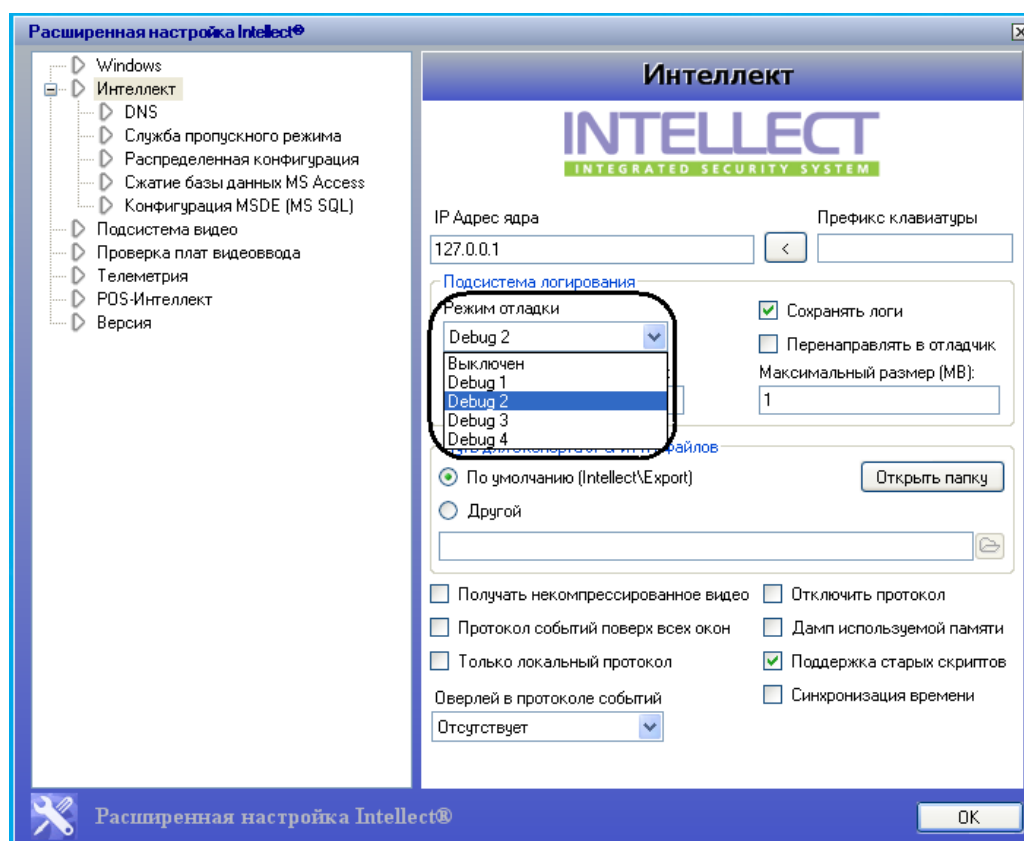 Расширенная настройка Intellect®
Windows
Интеллект
DNS
Служба пропускного режима
Распределенная конфигурация
Сжатие базы данных MS Access
Конфигурация MSDE (MS SQL)
Подсистема видео
Проверка плат видеоввода
Телеметрия
POS-Интеллект
Версия
Интеллект
INTELLECT
INTEGRATED SECURITY SYSTEM
IP Адрес ядра
Префикс клавиатуры
127.0.0.1
<
Подсистема логирования
Режим отладки
Сохранять логи
Debug 2
Перенаправлять в отладчик
Выключен
Debug 1
Debug 2
Debug 3
Debug 4
Максимальный размер (MB):
1
файлов
По умолчанию (Intellect\Export)
Открыть папку
Другой
Получать некомпрессированное видео
Отключить протокол
Протокол событий поверх всех окон
Дамп используемой памяти
Только локальный протокол
Поддержка старых скриптов
Оверлей в протоколе событий
Синхронизация времени
Отсутствует
Расширенная настройка Intellect®
OK